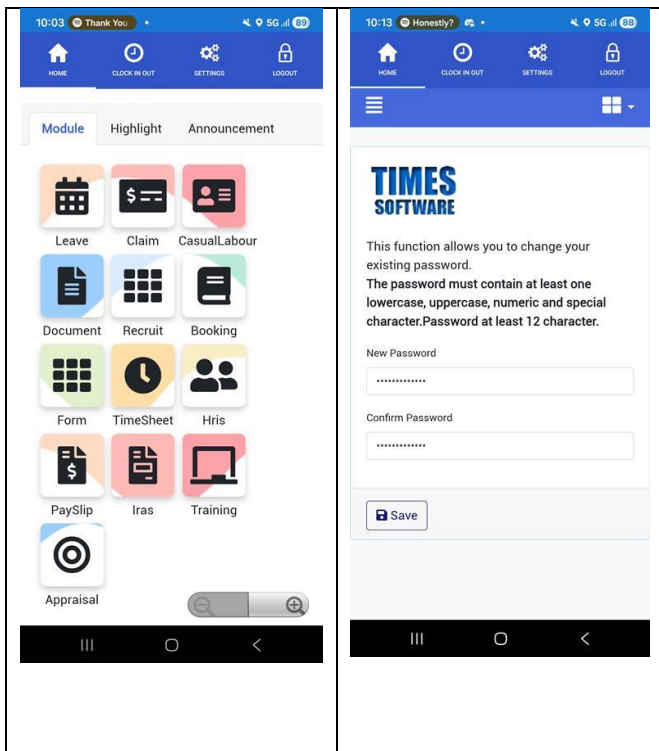 10:03 Thank You • 5G 89
HOME CLOCK IN OUT SETTINGS LOGOUT
Module Highlight Announcement
Leave Claim CasualLabour
Document Recruit Booking
Form TimeSheet Hris
PaySlip Iras Training
Appraisal
10:13 Honestly? • 5G 88
HOME CLOCK IN OUT SETTINGS LOGOUT
TIMES
SOFTWARE
This function allows you to change your
existing password.
The password must contain at least one
lowercase, uppercase, numeric and special
character.Password at least 12 character.
New Password
•••••••••••••
Confirm Password
•••••••••••••
Save